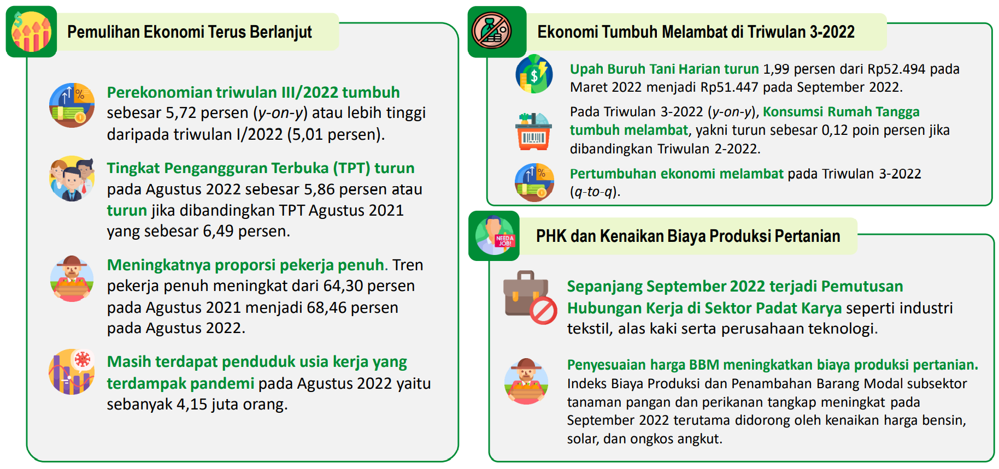 Pemulihan Ekonomi Terus Berlanjut
Perekonomian triwulan III/2022 tumbuh
sebesar 5,72 persen (y-on-y) atau lebih tinggi
daripada triwulan I/2022 (5,01 persen).
Tingkat Pengangguran Terbuka (TPT) turun
pada Agustus 2022 sebesar 5,86 persen atau
turun jika dibandingkan TPT Agustus 2021
yang sebesar 6,49 persen.
Meningkatnya proporsi pekerja penuh. Tren
pekerja penuh meningkat dari 64,30 persen
pada Agustus 2021 menjadi 68,46 persen
pada Agustus 2022.
Masih terdapat penduduk usia kerja yang
terdampak pandemi pada Agustus 2022 yaitu
sebanyak 4,15 juta orang.
Ekonomi Tumbuh Melambat di Triwulan 3-2022
Upah Buruh Tani Harian turun 1,99 persen dari Rp52.494 pada
Maret 2022 menjadi Rp51.447 pada September 2022.
Pada Triwulan 3-2022 (y-on-y), Konsumsi Rumah Tangga
tumbuh melambat, yakni turun sebesar 0,12 poin persen jika
dibandingkan Triwulan 2-2022.
Pertumbuhan ekonomi melambat pada Triwulan 3-2022
(q-to-q).
NEED A
JOB!
PHK dan Kenaikan Biaya Produksi Pertanian
Sepanjang September 2022 terjadi Pemutusan
Hubungan Kerja di Sektor Padat Karya seperti industri
tekstil, alas kaki serta perusahaan teknologi.
Penyesuaian harga BBM meningkatkan biaya produksi pertanian.
Indeks Biaya Produksi dan Penambahan Barang Modal subsektor
tanaman pangan dan perikanan tangkap meningkat pada
September 2022 terutama didorong oleh kenaikan harga bensin,
solar, dan ongkos angkut.